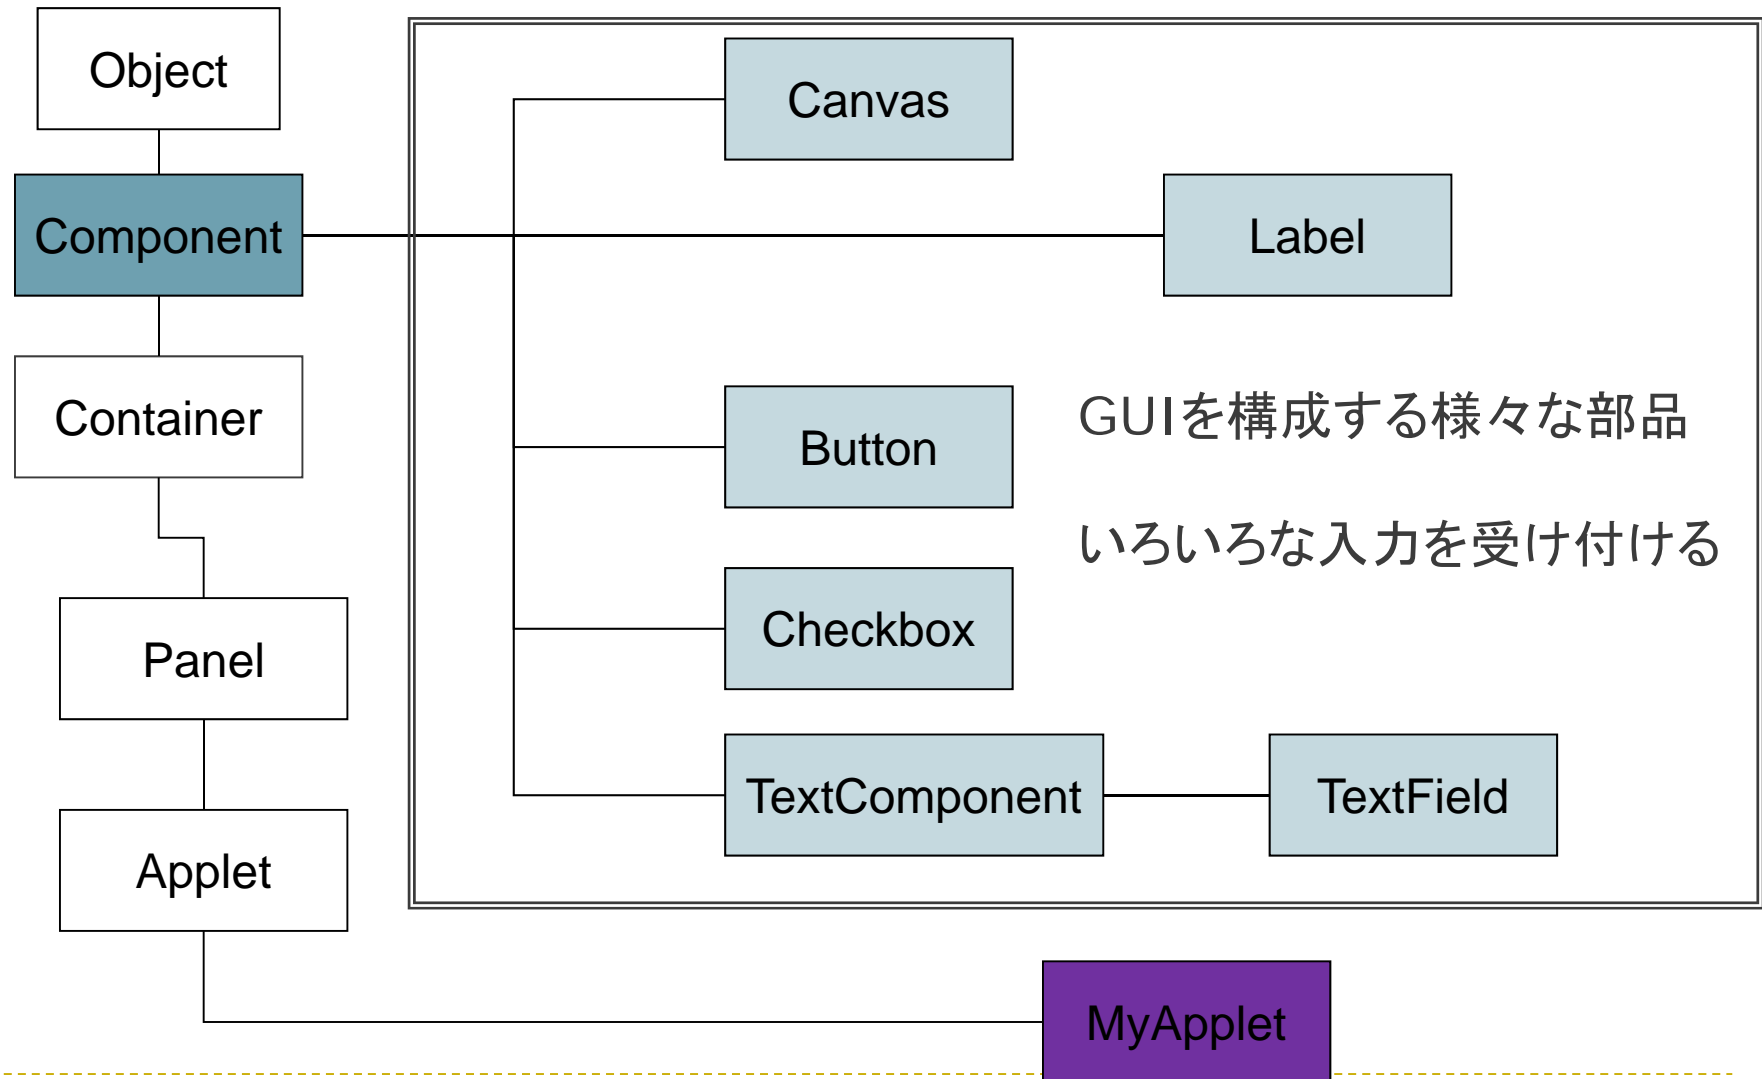 Object
Canvas
Component
Label
Container
Button
GUIを構成する様々な部品
いろいろな入力を受け付ける
Checkbox
Panel
TextComponent
TextField
Applet
MyApplet